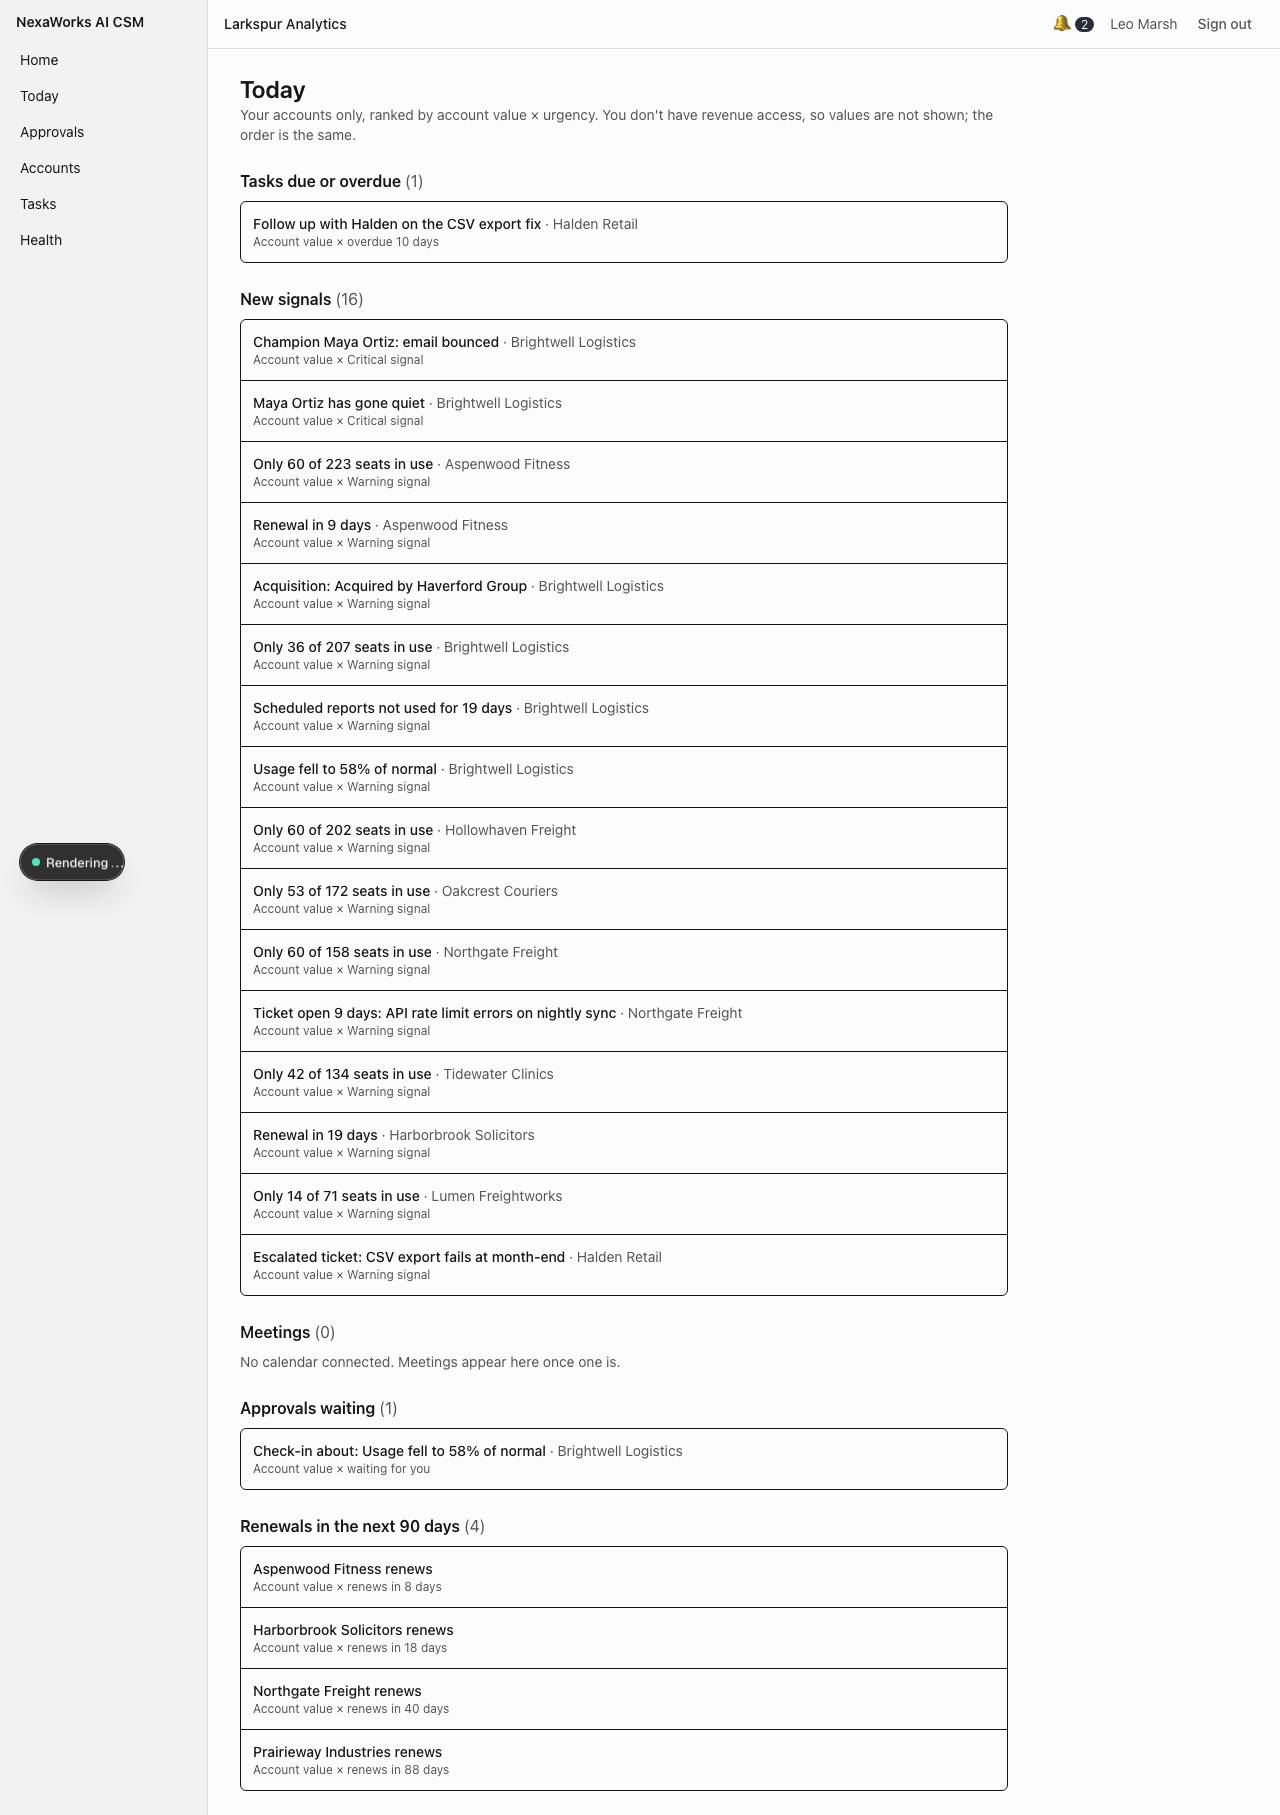 NexaWorks AI CSM
Home
Today
Approvals
Accounts
Tasks
Health
Rendering ...
Larkspur Analytics
2
Leo Marsh
Sign out
Today
Your accounts only, ranked by account value × urgency. You don't have revenue access, so values are not shown; the
order is the same.
Tasks due or overdue (1)
Follow up with Halden on the CSV export fix · Halden Retail
Account value × overdue 10 days
New signals (16)
Champion Maya Ortiz: email bounced · Brightwell Logistics
Account value × Critical signal
Maya Ortiz has gone quiet · Brightwell Logistics
Account value × Critical signal
Only 60 of 223 seats in use · Aspenwood Fitness
Account value × Warning signal
Renewal in 9 days · Aspenwood Fitness
Account value × Warning signal
Acquisition: Acquired by Haverford Group · Brightwell Logistics
Account value × Warning signal
Only 36 of 207 seats in use · Brightwell Logistics
Account value × Warning signal
Scheduled reports not used for 19 days · Brightwell Logistics
Account value × Warning signal
Usage fell to 58% of normal · Brightwell Logistics
Account value × Warning signal
Only 60 of 202 seats in use · Hollowhaven Freight
Account value × Warning signal
Only 53 of 172 seats in use · Oakcrest Couriers
Account value × Warning signal
Only 60 of 158 seats in use · Northgate Freight
Account value × Warning signal
Ticket open 9 days: API rate limit errors on nightly sync · Northgate Freight
Account value × Warning signal
Only 42 of 134 seats in use · Tidewater Clinics
Account value × Warning signal
Renewal in 19 days · Harborbrook Solicitors
Account value × Warning signal
Only 14 of 71 seats in use · Lumen Freightworks
Account value × Warning signal
Escalated ticket: CSV export fails at month-end · Halden Retail
Account value × Warning signal
Meetings (0)
No calendar connected. Meetings appear here once one is.
Approvals waiting (1)
Check-in about: Usage fell to 58% of normal · Brightwell Logistics
Account value × waiting for you
Renewals in the next 90 days (4)
Aspenwood Fitness renews
Account value × renews in 8 days
Harborbrook Solicitors renews
Account value × renews in 18 days
Northgate Freight renews
Account value × renews in 40 days
Prairieway Industries renews
Account value × renews in 88 days